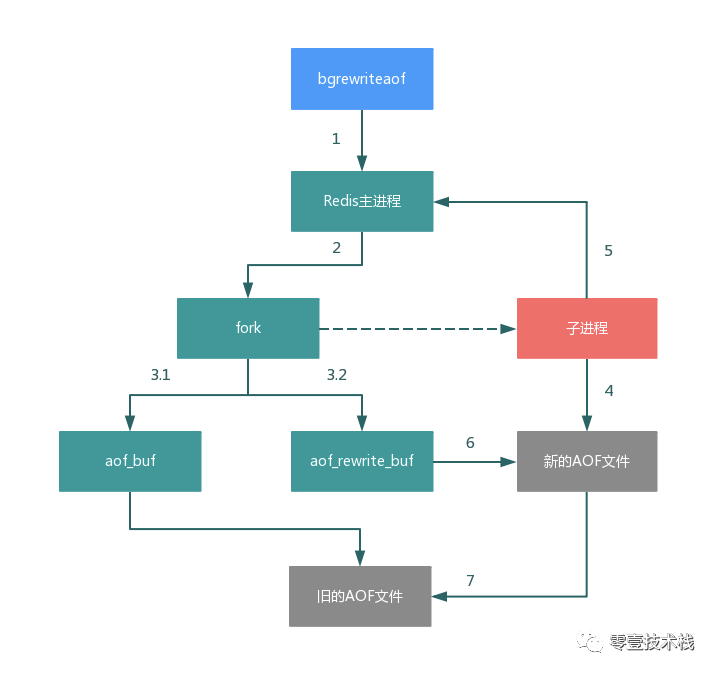 bgrewriteaof
1
Redis主进程
2
5
fork
子进程
3.1
3.2
4
aof_buf
aof_rewrite_buf
6
新的AOF文件
旧的AOF文件
7
零壹技术栈